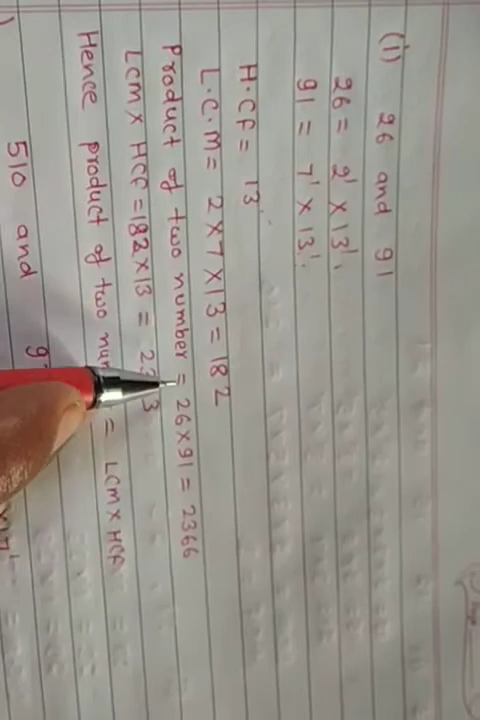 (i) 26 and 91
26 = 2¹ × 13¹.
91 = 7¹ × 13¹.
H.CF = 13.
L.C.M = 2×7×13 = 182
Product of two number = 26×91 = 2366
LCM × HCF = 182×13 =
Hence product of two = LCM × HCF
510 and